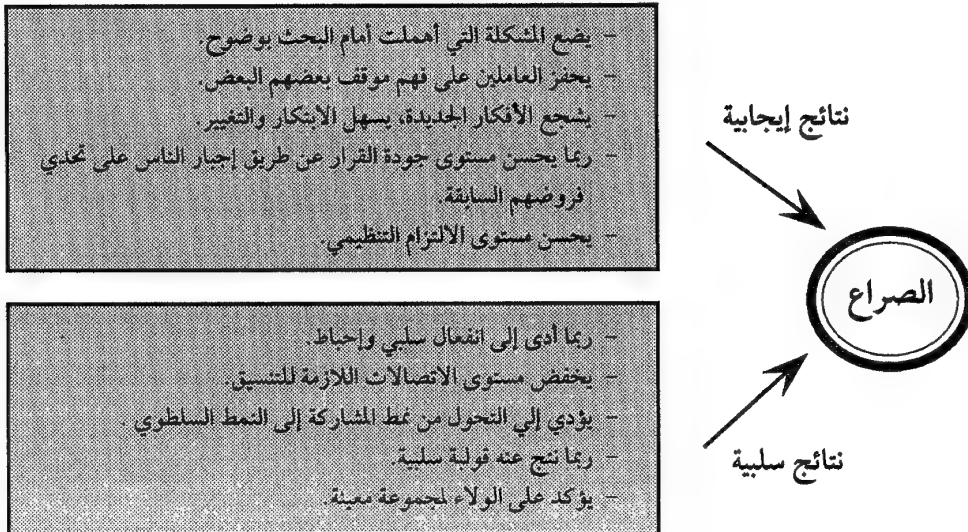 - يضع المشكلة التي أهملت أمام البحث بوضوح.
- يحفز العاملين على فهم موقف بعضهم البعض.
- يشجع الأفكار الجديدة، يسهل الابتكار والتغيير.
- ربما يحسن مستوى جودة القرار عن طريق إجبار الناس على تحدي
فروضهم السابقة.
- يحسن مستوى الالتزام التنظيمي.
نتائج إيجابية
الصراع
- ربما أدى إلى انفعال سلبي وإحباط.
- يخفض مستوى الاتصالات اللازمة للتنسيق.
- يؤدي إلي التحول من نمط المشاركة إلى النمط السلطوي .
- ربما نتج عنه قولبة سلبية.
- يؤكد على الولاء لمجموعة معينة.
نتائج سلبية